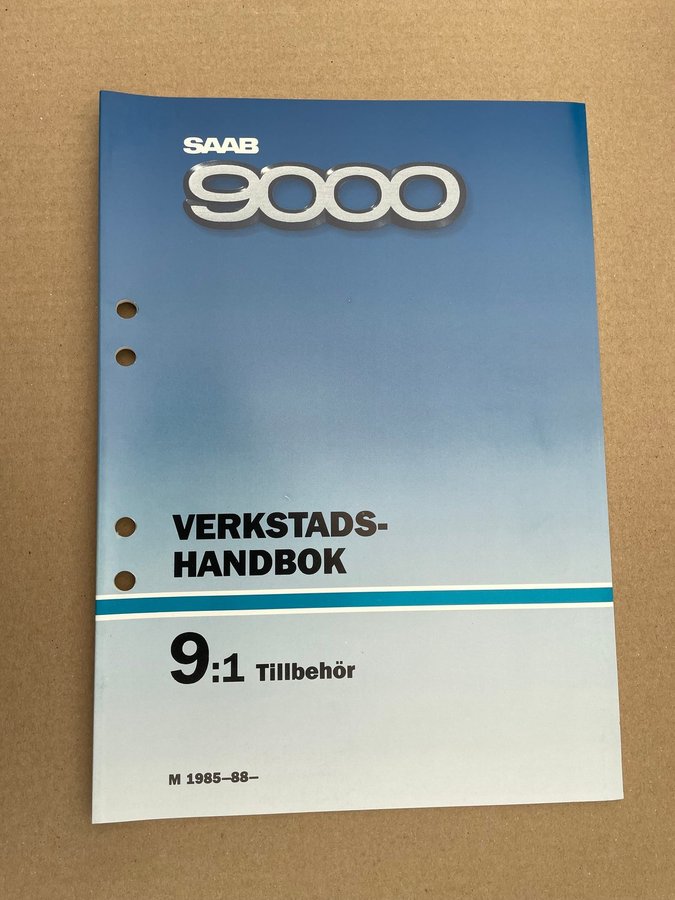 SAAB
9000
VERKSTADS-
HANDBOK
9:1 Tillbehör
M 1985–88–